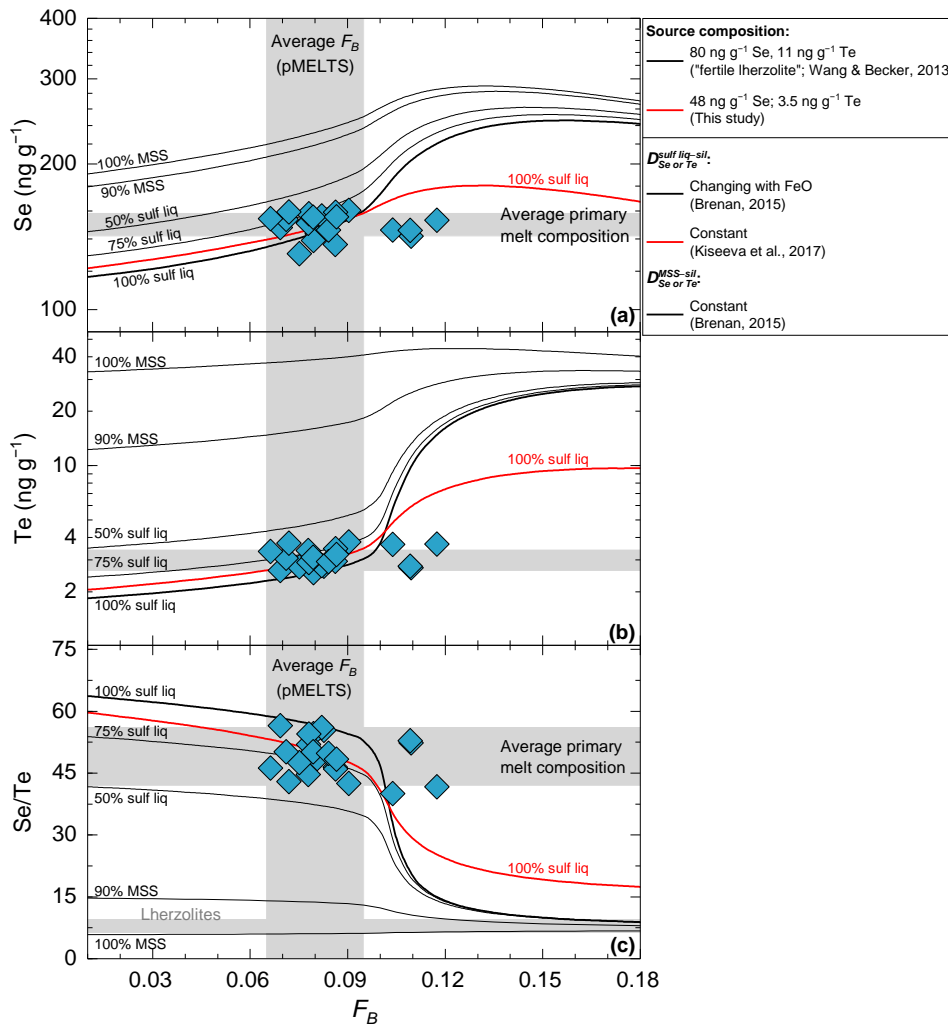 400
300
200
100
Se (ng g⁻¹)
Average F_B
(pMELTS)
100% MSS
90% MSS
50% sulf liq
75% sulf liq
100% sulf liq
100% sulf liq
Average primary
melt composition
(a)
Source composition:
80 ng g⁻¹ Se, 11 ng g⁻¹ Te
("fertile lherzolite"; Wang & Becker, 2013
48 ng g⁻¹ Se; 3.5 ng g⁻¹ Te
(This study)
D^{sulf liq–sil}_{Se or Te}:
Changing with FeO
(Brenan, 2015)
Constant
(Kiseeva et al., 2017)
D^{MSS–sil}_{Se or Te}:
Constant
(Brenan, 2015)
40
20
10
4
2
Te (ng g⁻¹)
100% MSS
90% MSS
50% sulf liq
75% sulf liq
100% sulf liq
100% sulf liq
(b)
75
60
45
30
15
0
Se/Te
Average F_B
(pMELTS)
100% sulf liq
75% sulf liq
50% sulf liq
90% MSS
Lherzolites
100% MSS
Average primary
melt composition
100% sulf liq
(c)
0.03 0.06 0.09 0.12 0.15 0.18
F_B